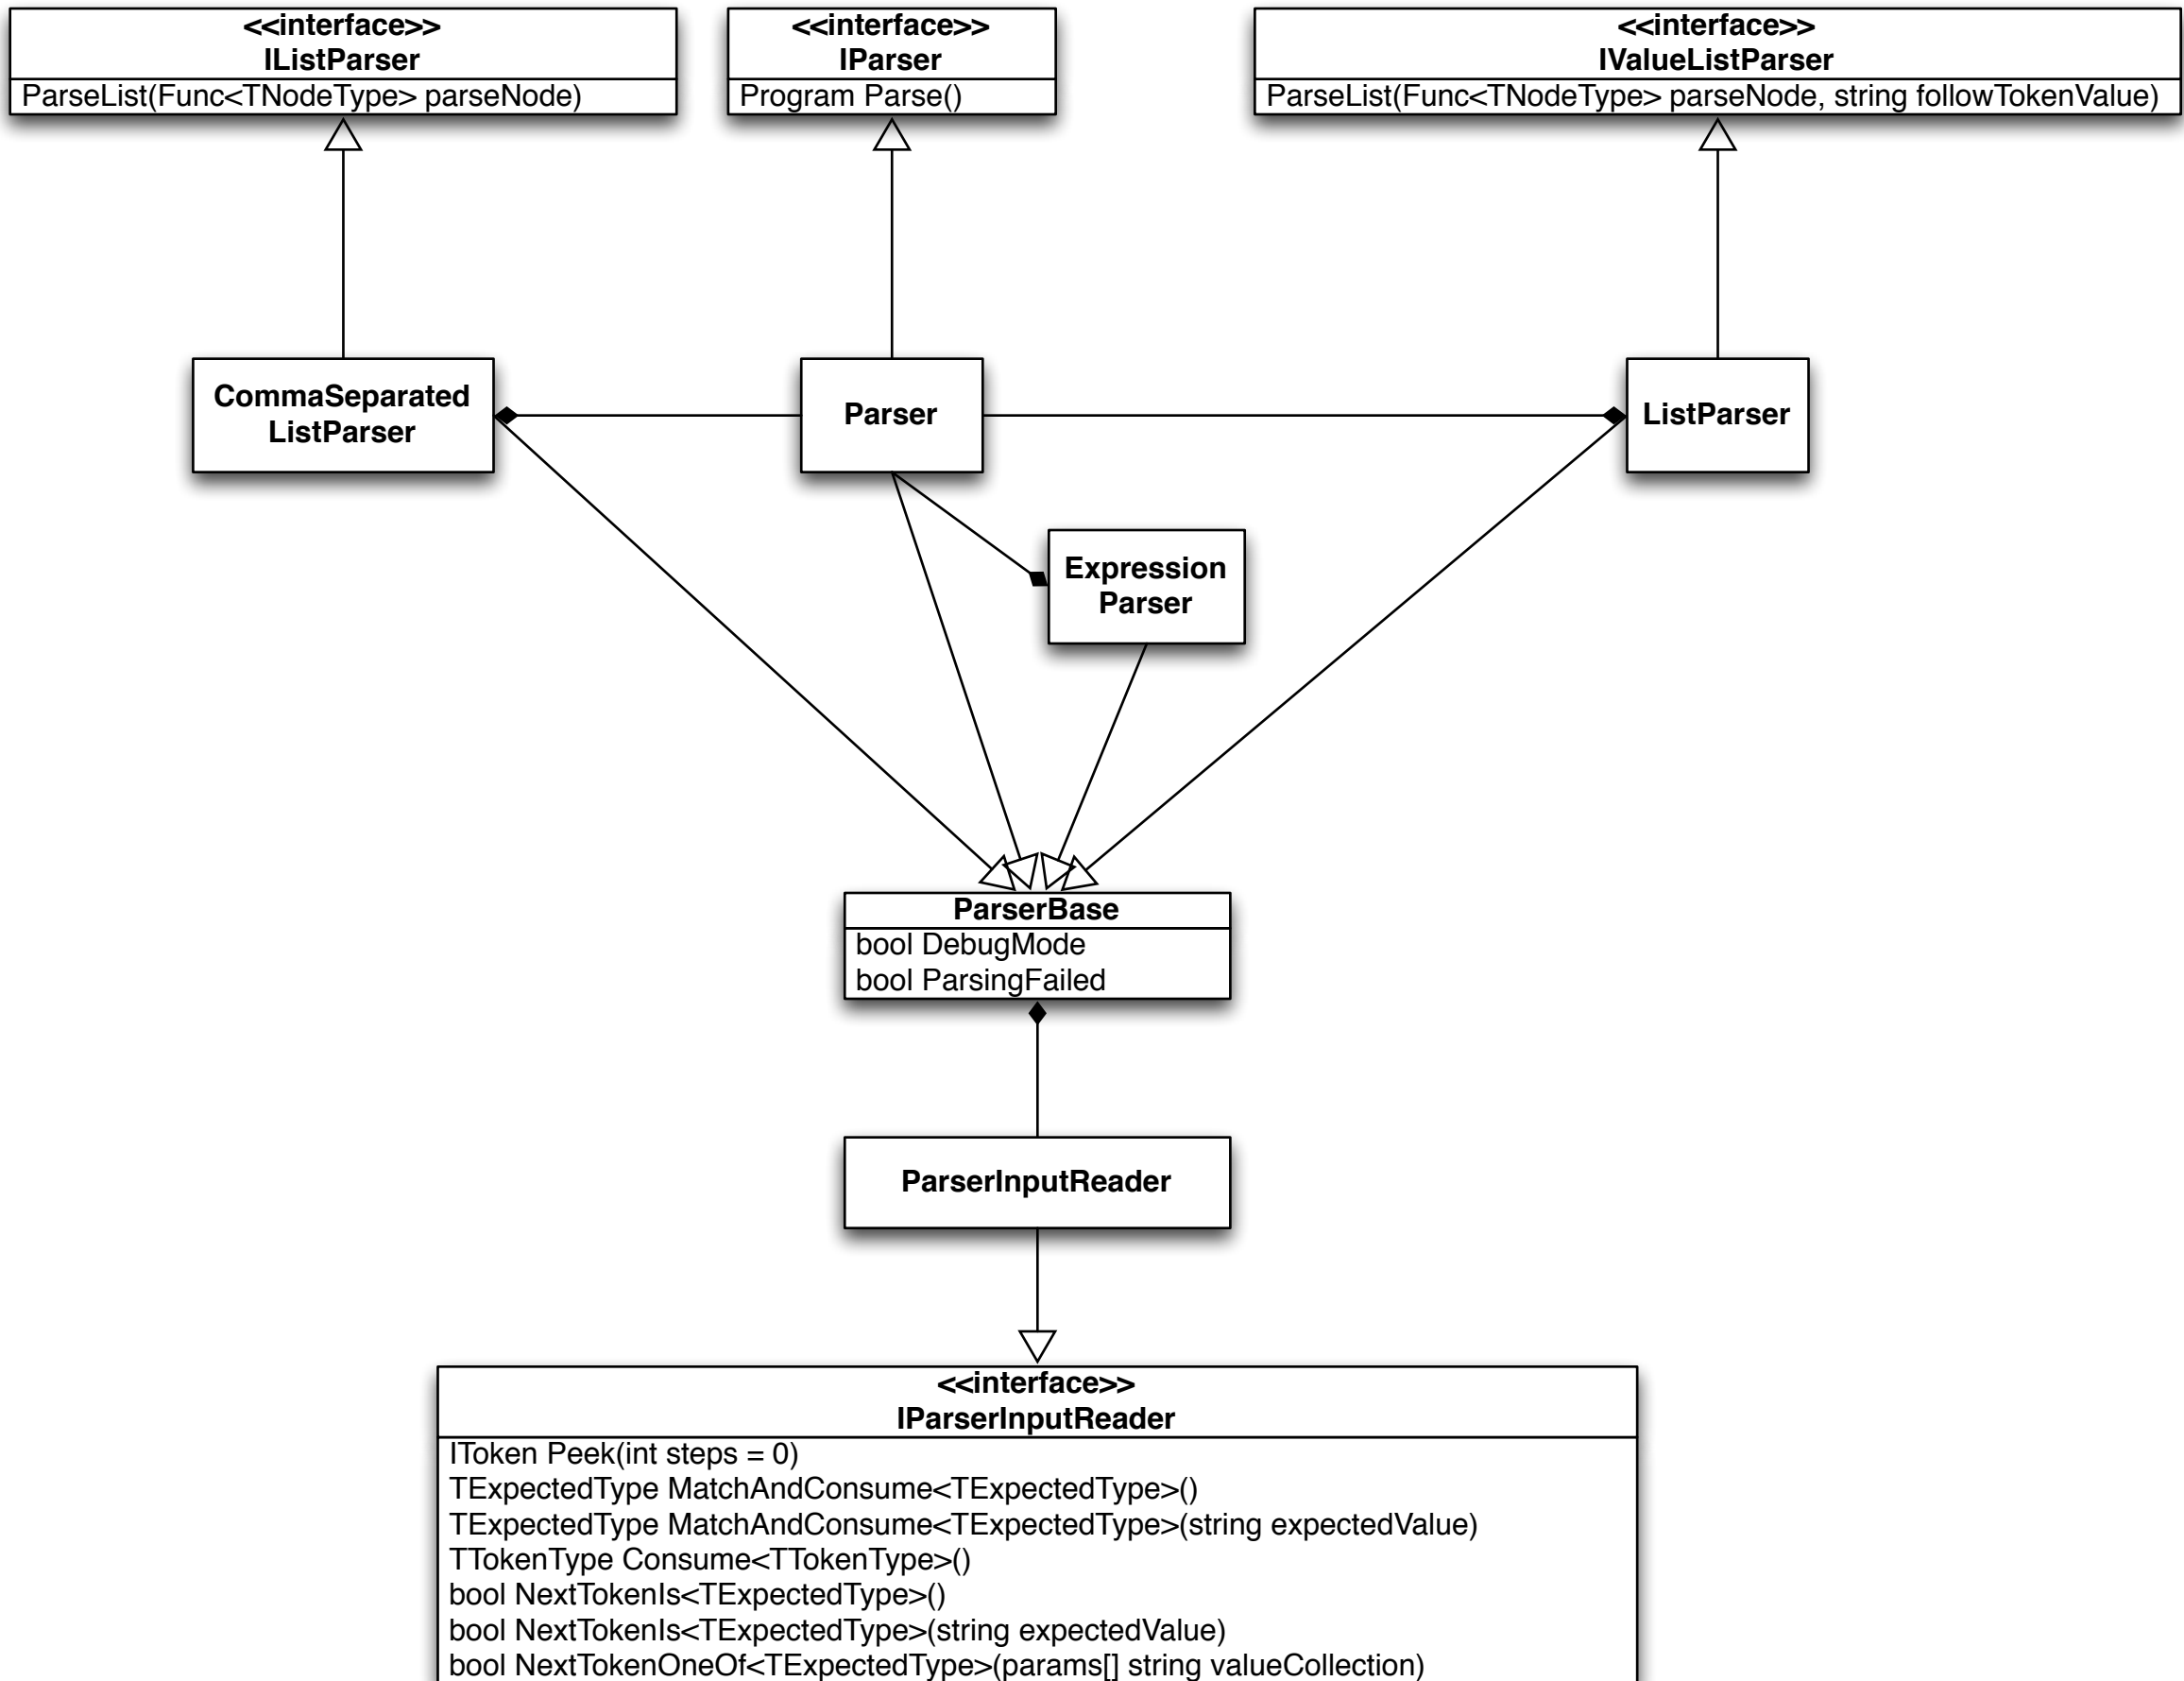 <<interface>>
IListParser
ParseList(Func<TNodeType> parseNode)
<<interface>>
IParser
Program Parse()
<<interface>>
IValueListParser
ParseList(Func<TNodeType> parseNode, string followTokenValue)
CommaSeparated
ListParser
Parser
ListParser
Expression
Parser
ParserBase
bool DebugMode
bool ParsingFailed
ParserInputReader
<<interface>>
IParserInputReader
IToken Peek(int steps = 0)
TExpectedType MatchAndConsume<TExpectedType>()
TExpectedType MatchAndConsume<TExpectedType>(string expectedValue)
TTokenType Consume<TTokenType>()
bool NextTokenIs<TExpectedType>()
bool NextTokenIs<TExpectedType>(string expectedValue)
bool NextTokenOneOf<TExpectedType>(params[] string valueCollection)